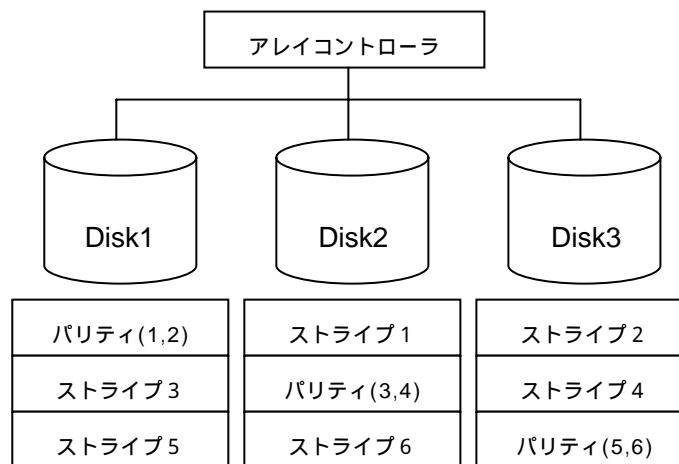 アレイコントローラ
Disk1
Disk2
Disk3
パリティ(1,2)
ストライプ1
ストライプ2
ストライプ3
パリティ(3,4)
ストライプ4
ストライプ5
ストライプ6
パリティ(5,6)